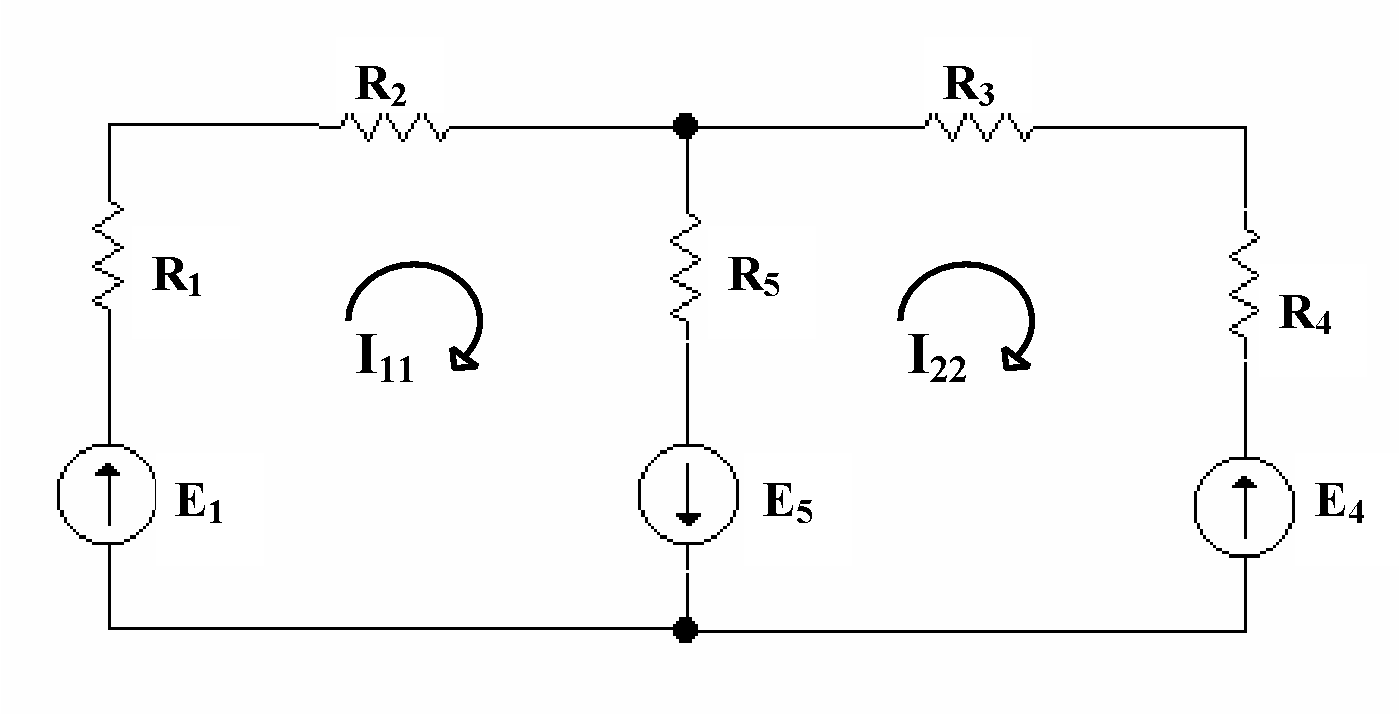 R₂
R₃
R₁
R₅
R₄
I₁₁
I₂₂
E₁
E₅
E₄